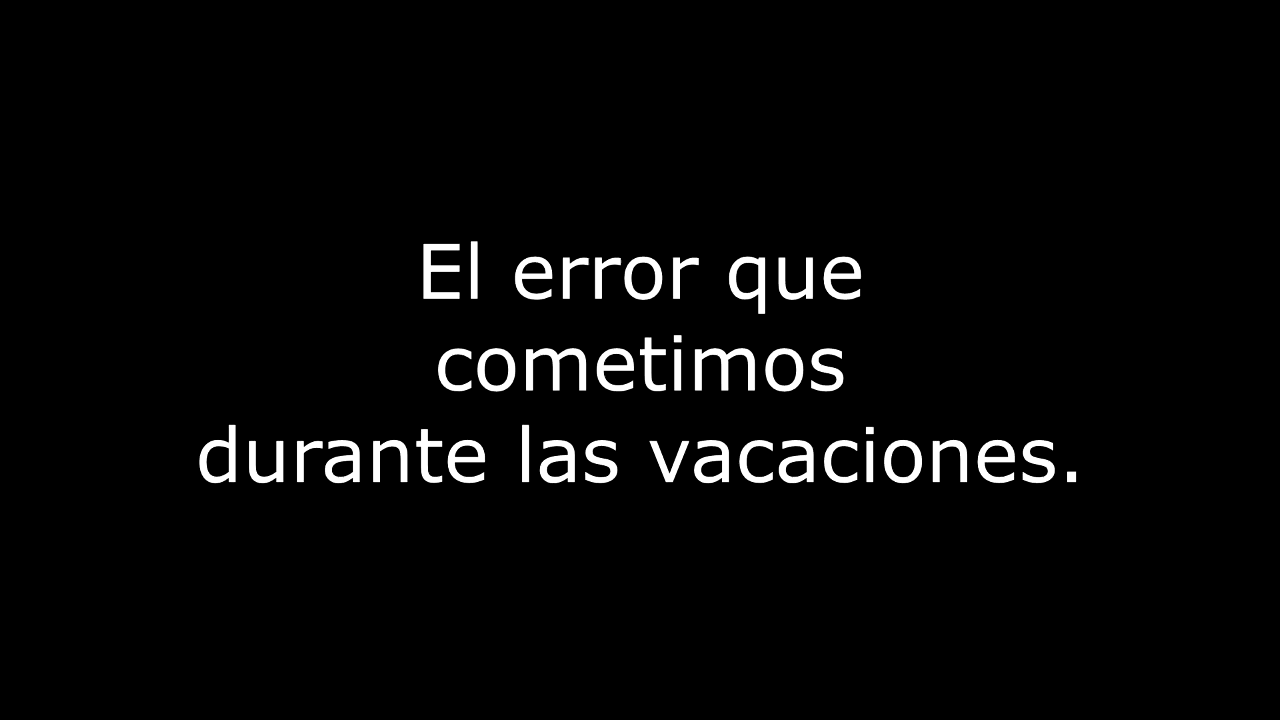 El error que
cometimos
durante las vacaciones.